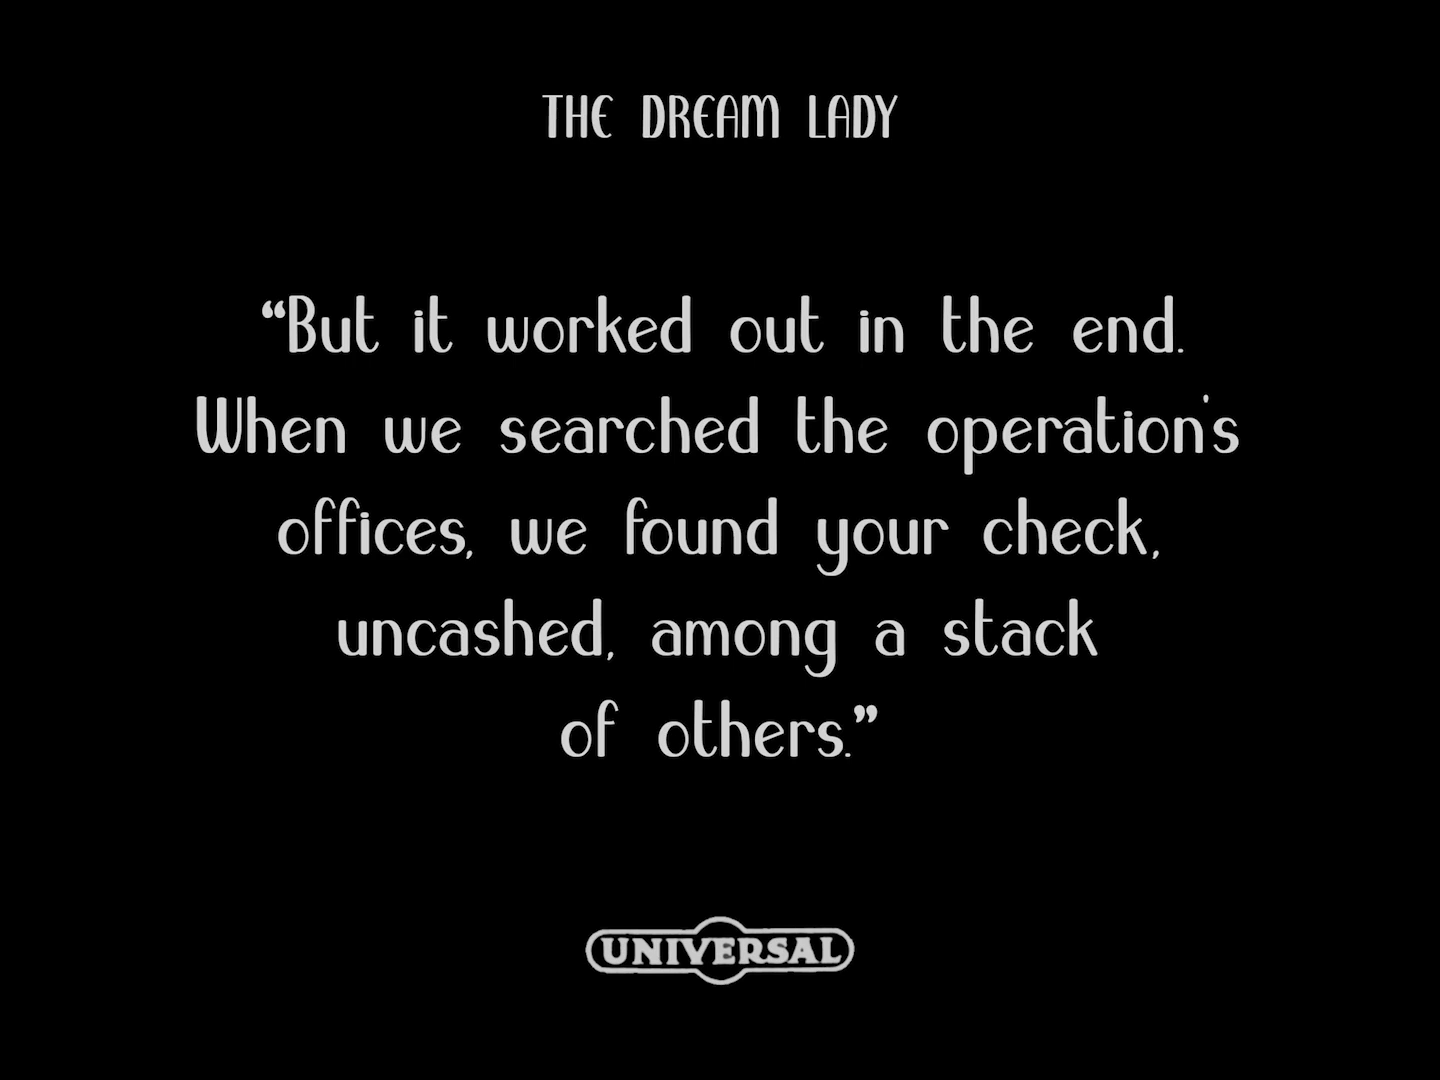 THE DREAM LADY
“But it worked out in the end.
When we searched the operation's
offices, we found your check,
uncashed, among a stack
of others.”
UNIVERSAL